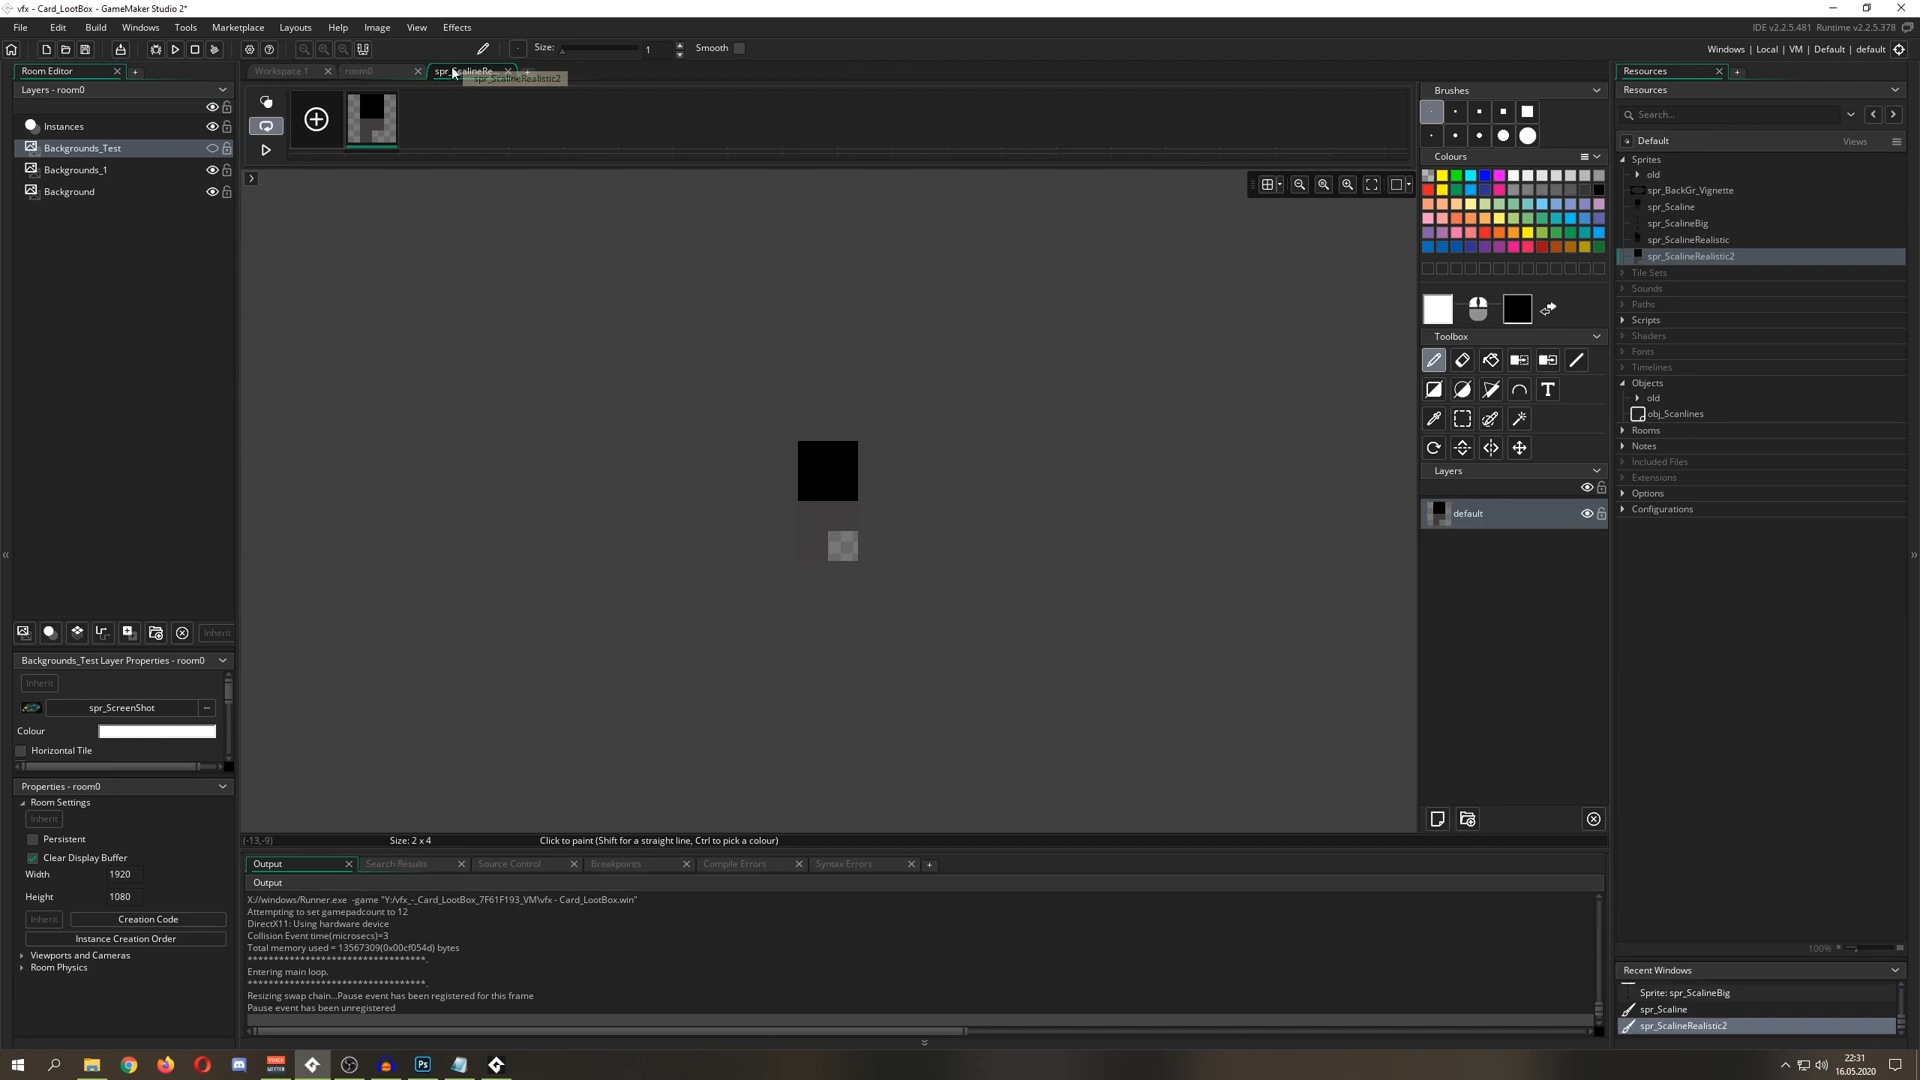 vfx - Card_LootBox - GameMaker Studio 2*
File Edit Build Windows Tools Marketplace Layouts Help Image View Effects
IDE v2.2.5.481 Runtime v2.2.5.378
Size: 1 Smooth
Windows | Local | VM | Default | default
Room Editor
Workspace 1 room0 spr_ScalineRe...
spr_ScalineRealistic2
Resources
Layers - room0
Instances
Backgrounds_Test
Backgrounds_1
Background
Brushes
Colours
Toolbox
Layers
default
Resources
Search...
Default Views
Sprites
old
spr_BackGr_Vignette
spr_Scaline
spr_ScalineBig
spr_ScalineRealistic
spr_ScalineRealistic2
Tile Sets
Sounds
Paths
Scripts
Shaders
Fonts
Timelines
Objects
old
obj_Scanlines
Rooms
Notes
Included Files
Extensions
Options
Configurations
Inherit
Backgrounds_Test Layer Properties - room0
Inherit
spr_ScreenShot ...
Colour
Horizontal Tile
Properties - room0
Room Settings
Inherit
Persistent
Clear Display Buffer
Width 1920
Height 1080
Inherit Creation Code
Instance Creation Order
Viewports and Cameras
Room Physics
(-13,-9) Size: 2 x 4 Click to paint (Shift for a straight line, Ctrl to pick a colour)
Output Search Results Source Control Breakpoints Compile Errors Syntax Errors
Output
X://windows/Runner.exe -game "Y:/vfx_-_Card_LootBox_7F61F193_VM\vfx - Card_LootBox.win"
Attempting to set gamepadcount to 12
DirectX11: Using hardware device
Collision Event time(microsecs)=3
Total memory used = 13567309(0x00cf054d) bytes
**********************************.
Entering main loop.
**********************************.
Resizing swap chain...Pause event has been registered for this frame
Pause event has been unregistered
100%
Recent Windows
Sprite: spr_ScalineBig
spr_Scaline
spr_ScalineRealistic2
22:31
16.05.2020